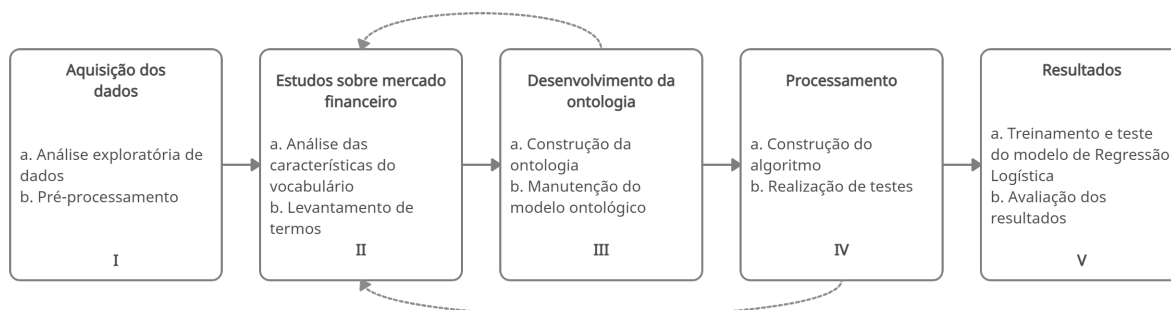 Aquisição dos
dados
a. Análise exploratória de
dados
b. Pré-processamento
I
Estudos sobre mercado
financeiro
a. Análise das
características do
vocabulário
b. Levantamento de
termos
II
Desenvolvimento da
ontologia
a. Construção da
ontologia
b. Manutenção do
modelo ontológico
III
Processamento
a. Construção do
algoritmo
b. Realização de testes
IV
Resultados
a. Treinamento e teste
do modelo de Regressão
Logística
b. Avaliação dos
resultados
V